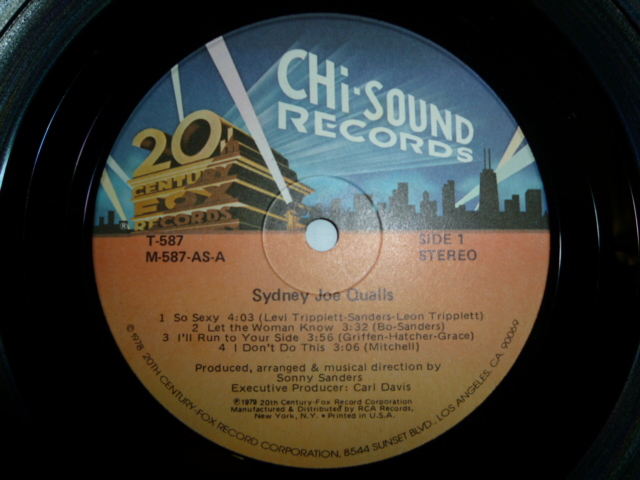 CHi-SOUND
RECORDS
20th
CENTURY
FOX
RECORDS
®
T-587
M-587-AS-A
SIDE 1
STEREO
Sydney Joe Qualls
1 So Sexy 4:03 (Levi Tripplett-Sanders-Leon Tripplett)
2 Let the Woman Know 3:32 (Bo-Sanders)
3 I'll Run to Your Side 3:56 (Griffen-Hatcher-Grace)
4 I Don't Do This 3:06 (Mitchell)
Produced, arranged & musical direction by
Sonny Sanders
Executive Producer: Carl Davis
℗1979 20th Century-Fox Record Corporation
Manufactured & Distributed by RCA Records,
New York, N.Y. • Printed in U.S.A.
©1978 20TH CENTURY-FOX RECORD CORPORATION, 8544 SUNSET BLVD., LOS ANGELES, CA. 90069